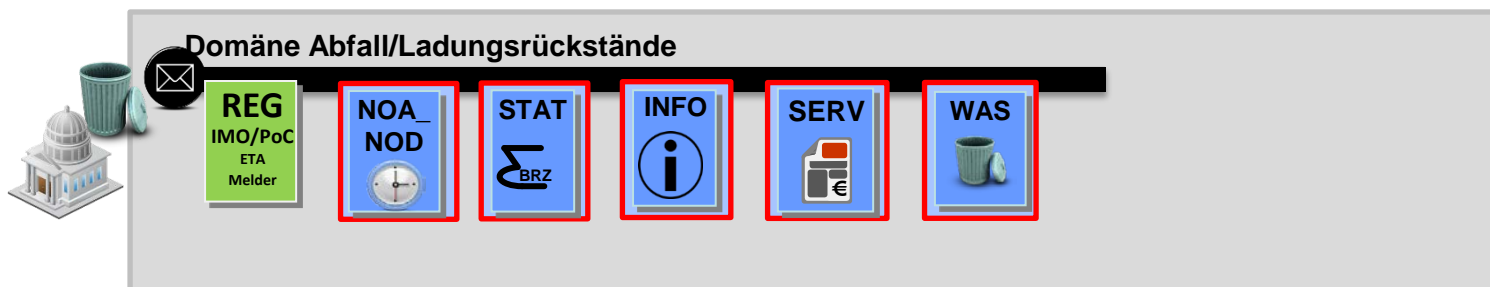 Domäne Abfall/Ladungsrückstände
REG
IMO/PoC
ETA
Melder
NOA_
NOD
STAT
BRZ
INFO
i
SERV
€
WAS